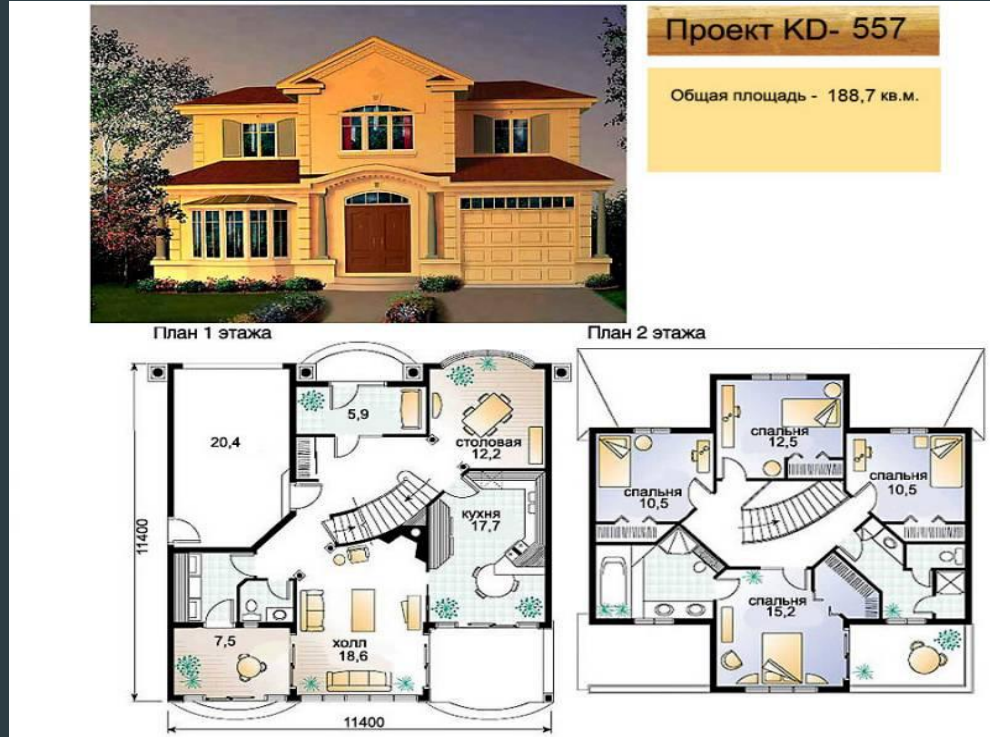 Проект KD- 557
Общая площадь - 188,7 кв.м.
План 1 этажа
План 2 этажа
20,4
5,9
столовая
12,2
кухня
17,7
7,5
холл
18,6
11400
11400
спальня
12,5
спальня
10,5
спальня
10,5
спальня
15,2